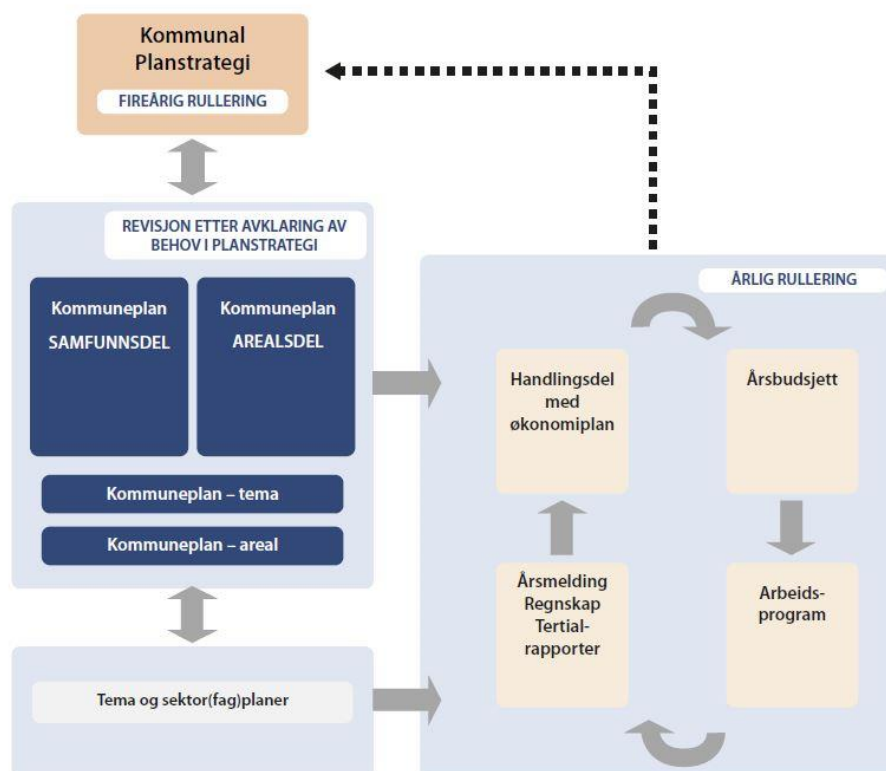 Kommunal
Planstrategi
FIREÅRIG RULLERING
REVISJON ETTER AVKLARING AV
BEHOV I PLANSTRATEGI
Kommuneplan
SAMFUNNSDEL
Kommuneplan
AREALSDEL
Kommuneplan – tema
Kommuneplan – areal
Tema og sektor(fag)planer
ÅRLIG RULLERING
Handlingsdel
med
økonomiplan
Årsbudsjett
Årsmelding
Regnskap
Tertial-
rapporter
Arbeids-
program